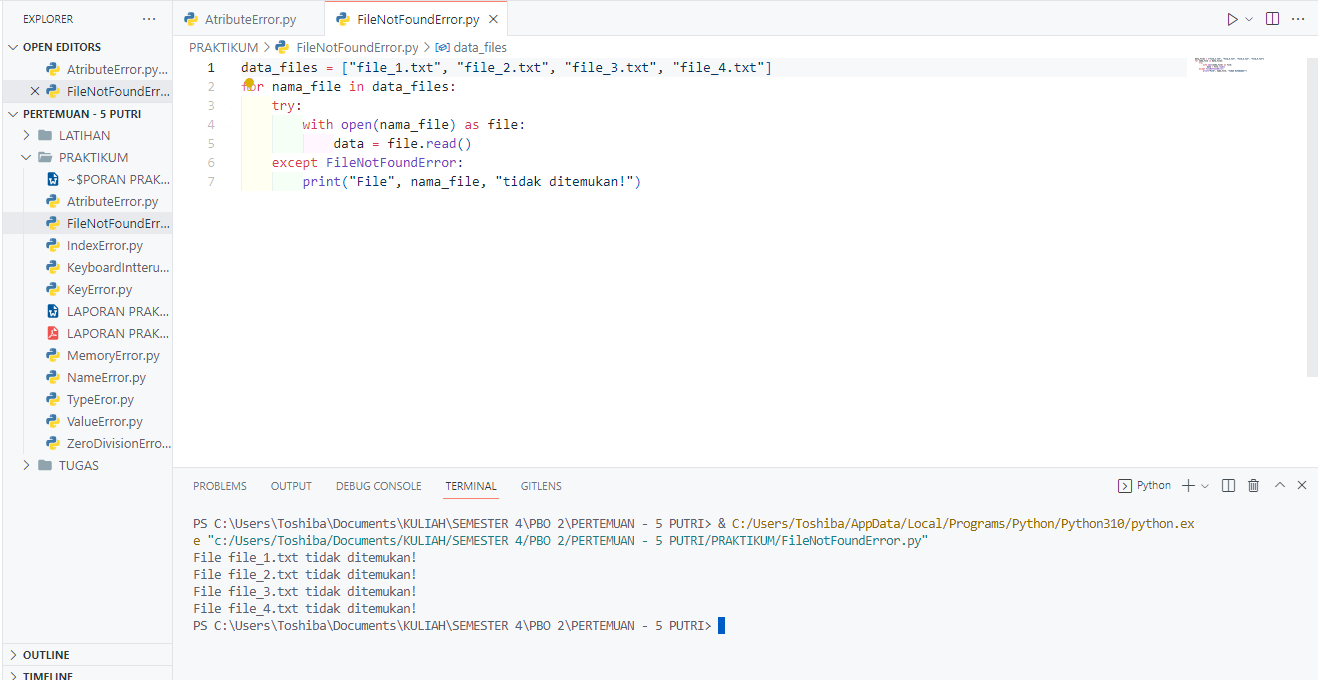 EXPLORER
OPEN EDITORS
AtributeError.py...
FileNotFoundErr...
PERTEMUAN - 5 PUTRI
LATIHAN
PRAKTIKUM
~$PORAN PRAK...
AtributeError.py
FileNotFoundErr...
IndexError.py
KeyboardIntteru...
KeyError.py
LAPORAN PRAK...
LAPORAN PRAK...
MemoryError.py
NameError.py
TypeEror.py
ValueError.py
ZeroDivisionErro...
TUGAS
OUTLINE
TIMELINE
AtributeError.py
FileNotFoundError.py
PRAKTIKUM > FileNotFoundError.py > data_files
1 data_files = ["file_1.txt", "file_2.txt", "file_3.txt", "file_4.txt"]
2 for nama_file in data_files:
3 try:
4 with open(nama_file) as file:
5 data = file.read()
6 except FileNotFoundError:
7 print("File", nama_file, "tidak ditemukan!")
PROBLEMS OUTPUT DEBUG CONSOLE TERMINAL GITLENS
Python
PS C:\Users\Toshiba\Documents\KULIAH\SEMESTER 4\PBO 2\PERTEMUAN - 5 PUTRI> & C:/Users/Toshiba/AppData/Local/Programs/Python/Python310/python.ex
e "c:/Users/Toshiba/Documents/KULIAH/SEMESTER 4/PBO 2/PERTEMUAN - 5 PUTRI/PRAKTIKUM/FileNotFoundError.py"
File file_1.txt tidak ditemukan!
File file_2.txt tidak ditemukan!
File file_3.txt tidak ditemukan!
File file_4.txt tidak ditemukan!
PS C:\Users\Toshiba\Documents\KULIAH\SEMESTER 4\PBO 2\PERTEMUAN - 5 PUTRI>